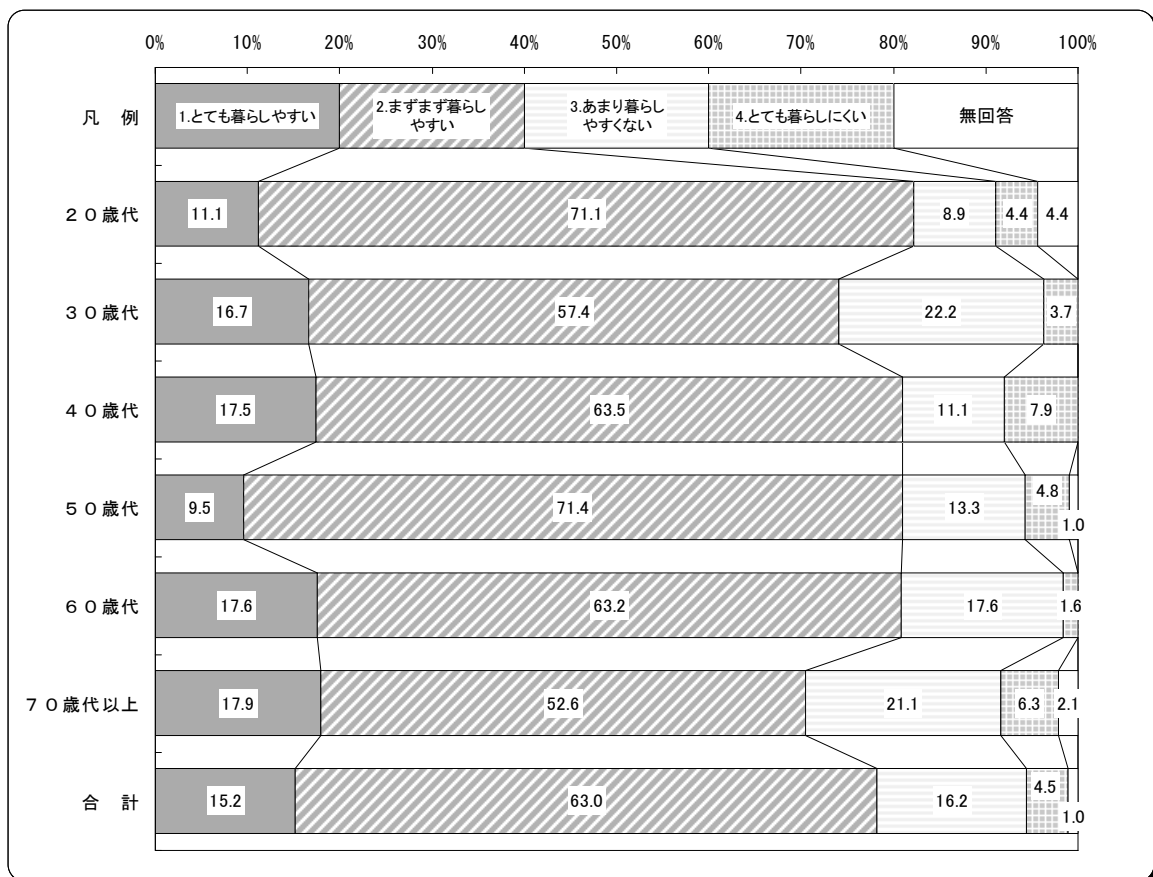 0% 10% 20% 30% 40% 50% 60% 70% 80% 90% 100%
凡 例
1.とても暮らしやすい
2.まずまず暮らし
やすい
3.あまり暮らし
やすくない
4.とても暮らしにくい
無回答
２０歳代 11.1 71.1 8.9 4.4 4.4
３０歳代 16.7 57.4 22.2 3.7
４０歳代 17.5 63.5 11.1 7.9
５０歳代 9.5 71.4 13.3 4.8 1.0
６０歳代 17.6 63.2 17.6 1.6
７０歳代以上 17.9 52.6 21.1 6.3 2.1
合 計 15.2 63.0 16.2 4.5 1.0